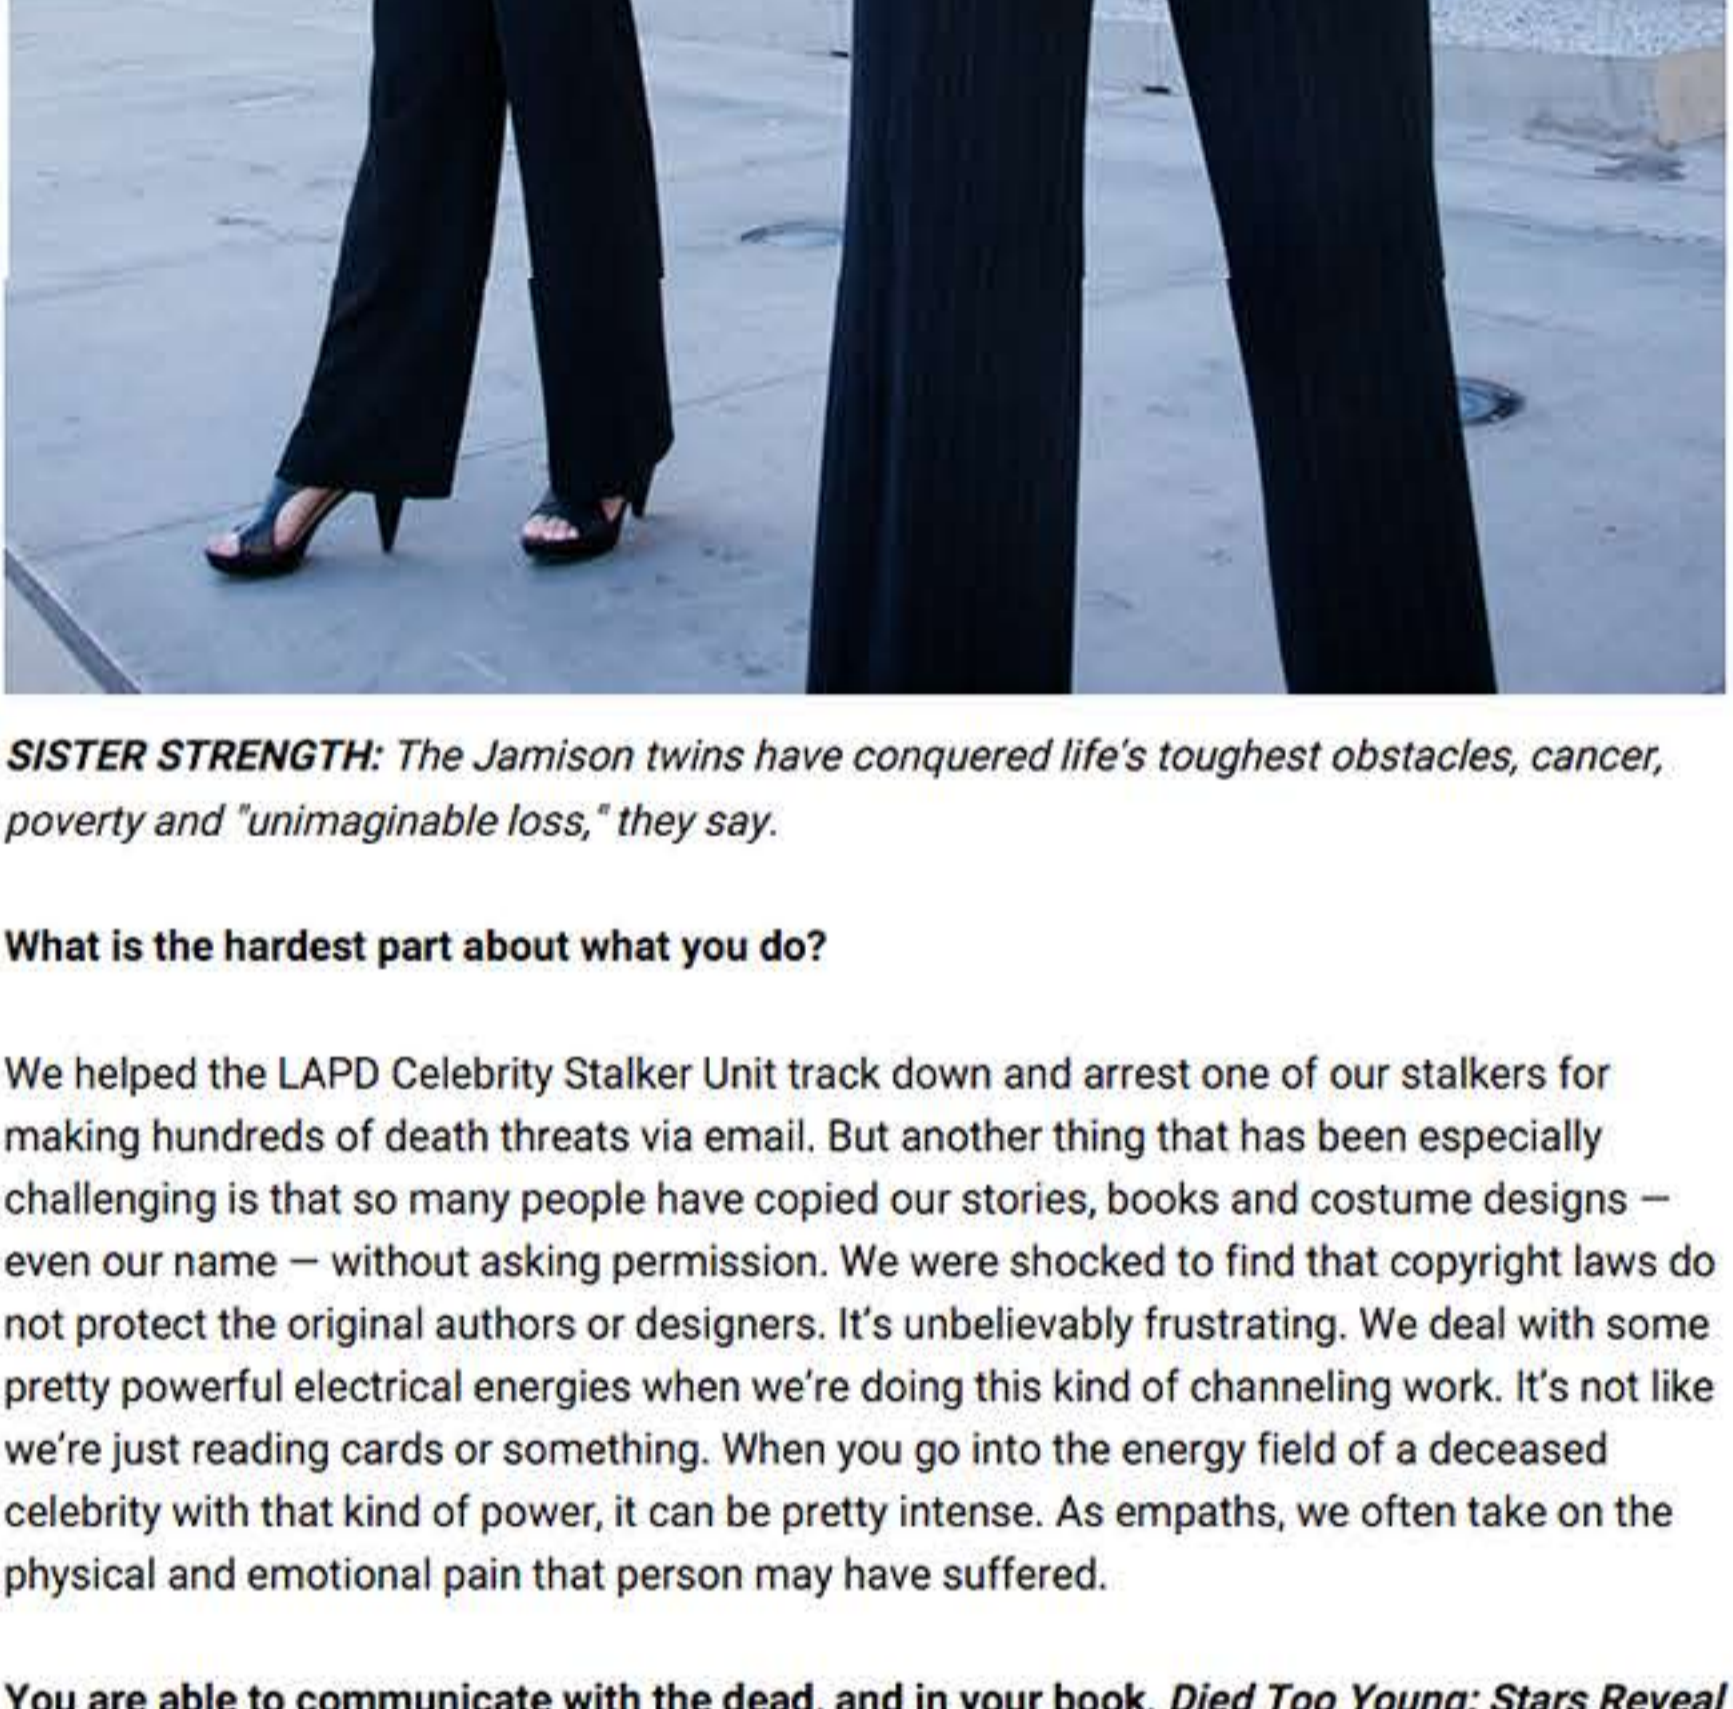 SISTER STRENGTH: The Jamison twins have conquered life's toughest obstacles, cancer,
poverty and "unimaginable loss," they say.
What is the hardest part about what you do?
We helped the LAPD Celebrity Stalker Unit track down and arrest one of our stalkers for
making hundreds of death threats via email. But another thing that has been especially
challenging is that so many people have copied our stories, books and costume designs —
even our name — without asking permission. We were shocked to find that copyright laws do
not protect the original authors or designers. It’s unbelievably frustrating. We deal with some
pretty powerful electrical energies when we’re doing this kind of channeling work. It’s not like
we’re just reading cards or something. When you go into the energy field of a deceased
celebrity with that kind of power, it can be pretty intense. As empaths, we often take on the
physical and emotional pain that person may have suffered.
You are able to communicate with the dead, and in your book, Died Too Young: Stars Reveal